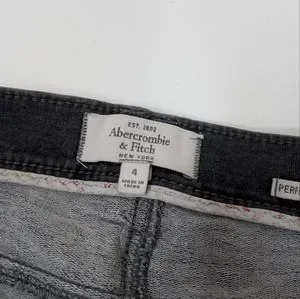 EST. 1892
Abercrombie
& Fitch
NEW YORK
4
MADE IN
CHINA
PERF